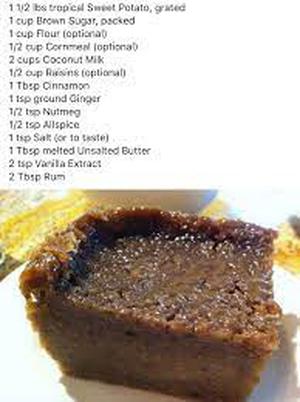 1 1/2 lbs tropical Sweet Potato, grated
1 cup Brown Sugar, packed
1 cup Flour (optional)
1/2 cup Cornmeal (optional)
2 cups Coconut Milk
1/2 cup Raisins (optional)
1 Tbsp Cinnamon
1 tsp ground Ginger
1/2 tsp Nutmeg
1/2 tsp Allspice
1 tsp Salt (or to taste)
1 Tbsp melted Unsalted Butter
2 tsp Vanilla Extract
2 Tbsp Rum